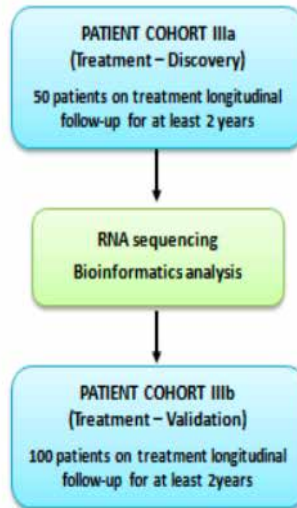 PATIENT COHORT IIIa
(Treatment – Discovery)
50 patients on treatment longitudinal
follow-up for at least 2 years
RNA sequencing
Bioinformatics analysis
PATIENT COHORT IIIb
(Treatment – Validation)
100 patients on treatment longitudinal
follow-up for at least 2years